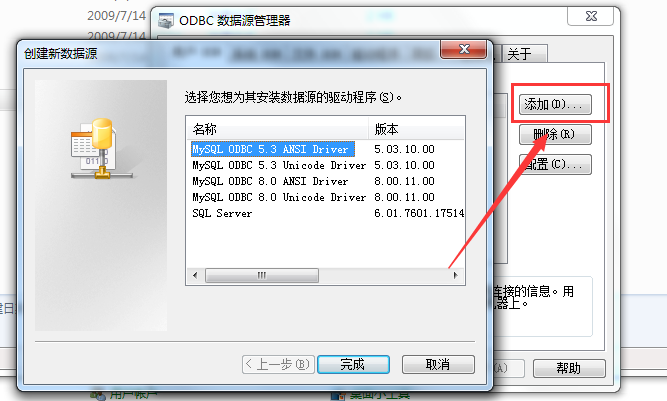 2009/7/14
2009/7/14
2009/7/14
ODBC 数据源管理器
创建新数据源
关于
选择您想为其安装数据源的驱动程序(S)。
添加(D)...
名称 版本
删除(R)
MySQL ODBC 5.3 ANSI Driver 5.03.10.00
MySQL ODBC 5.3 Unicode Driver 5.03.10.00
配置(C)...
MySQL ODBC 8.0 ANSI Driver 8.00.11.00
MySQL ODBC 8.0 Unicode Driver 8.00.11.00
SQL Server 6.01.7601.17514
连接的信息。用
器上。
<上一步(B) 完成 取消
(A) 帮助
用户帐户 桌面小工具